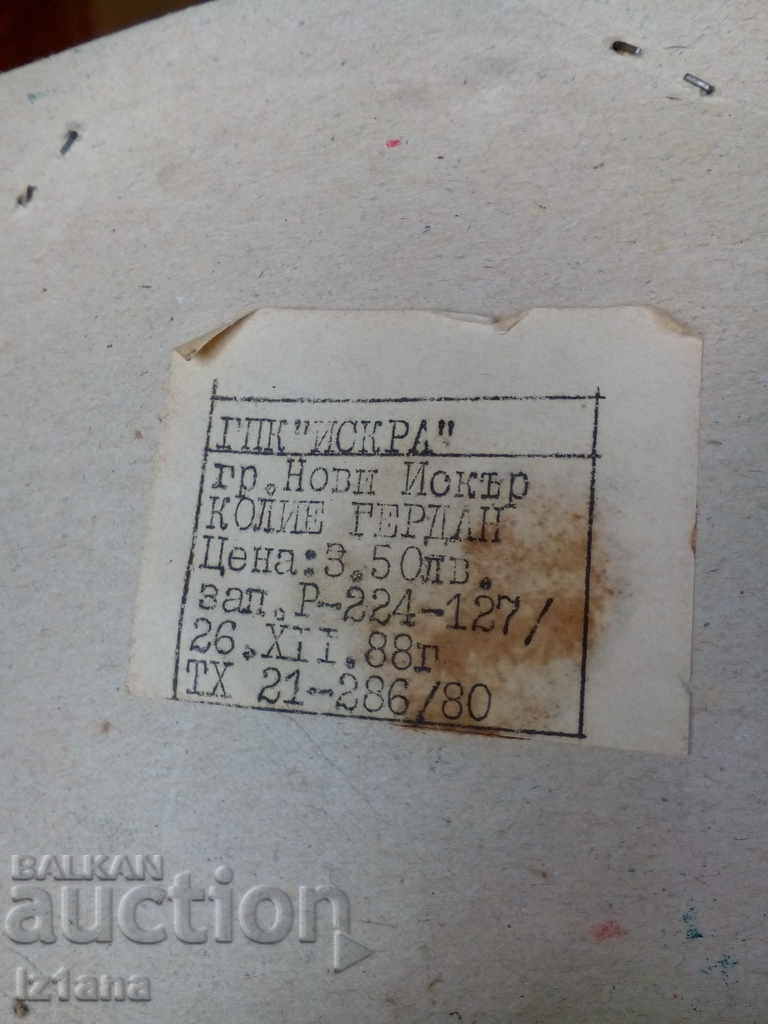 ГПК "ИСКРА"
гр. Нови Искър
КОЛИЕ ГЕРДАН
Цена: 3.50лв.
зап. Р-224-127/
26.XII.88г
ТХ 21-286/80
BALKAN
auction
iz1ana